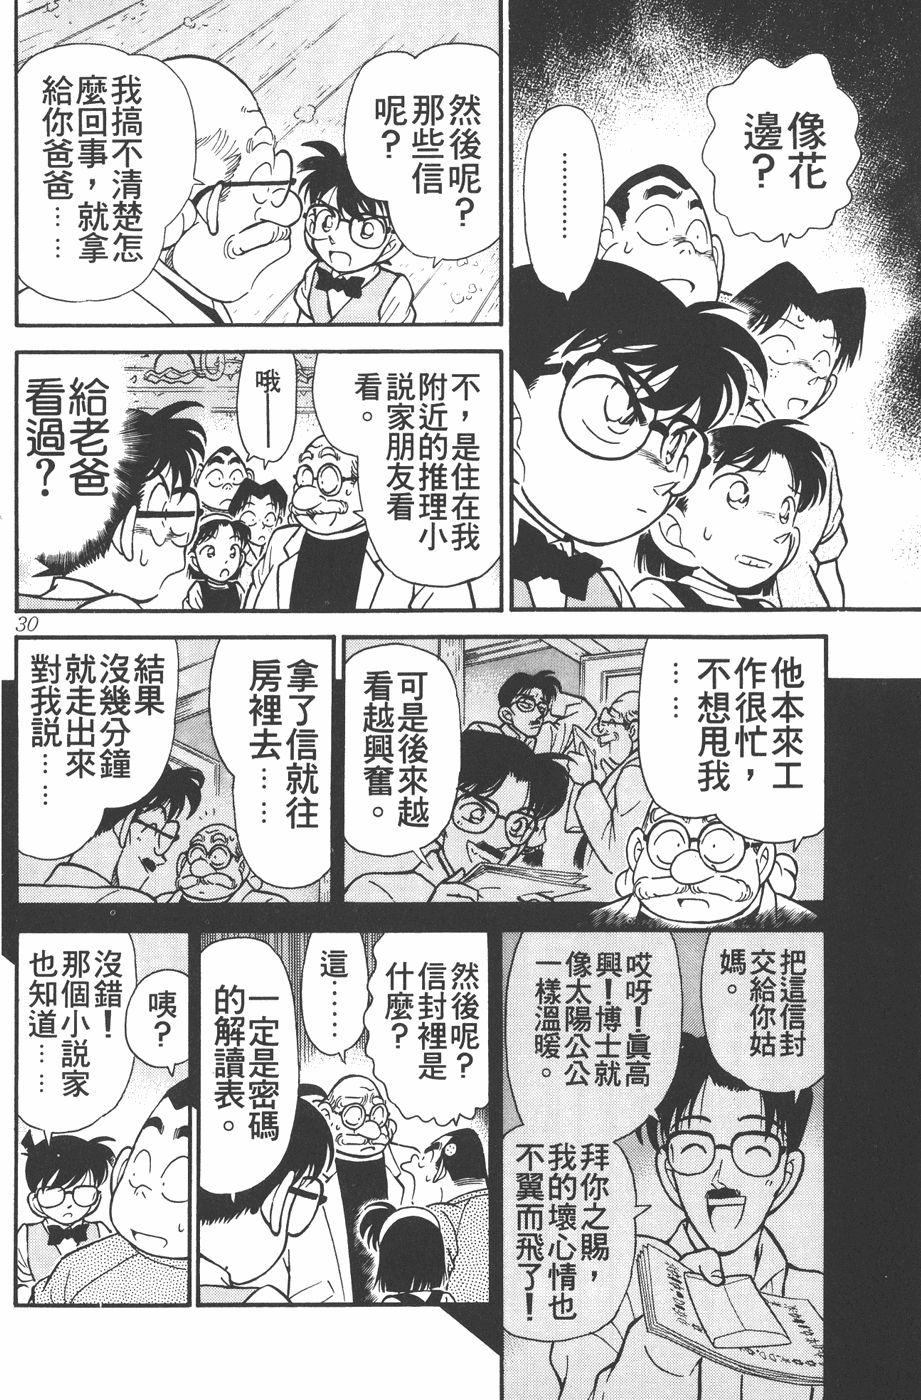 像花
邊？
………
然後呢？
那些信
呢？
我搞不清楚怎
麼回事，就拿
給你爸爸……
不，是住在我
附近的推理小
說家朋友看
看。
哦——
給老爸
看過？
30
他本來工
作很忙，
不想甩我
……
可是後來越
看越興奮。
拿了信就往
房裡去……
結果
沒幾分鐘
就走出來
對我說……
把這信封
交給你姑
媽。
哎呀！真高
興！博士就
像太陽公公
一樣溫暖。
拜你之賜，
我的壞心情也
不翼而飛了！
然後呢？
信封裡是
什麼？
這……
一定是密碼
的解讀表。
咦？
沒錯！
那個小說家
也知道……